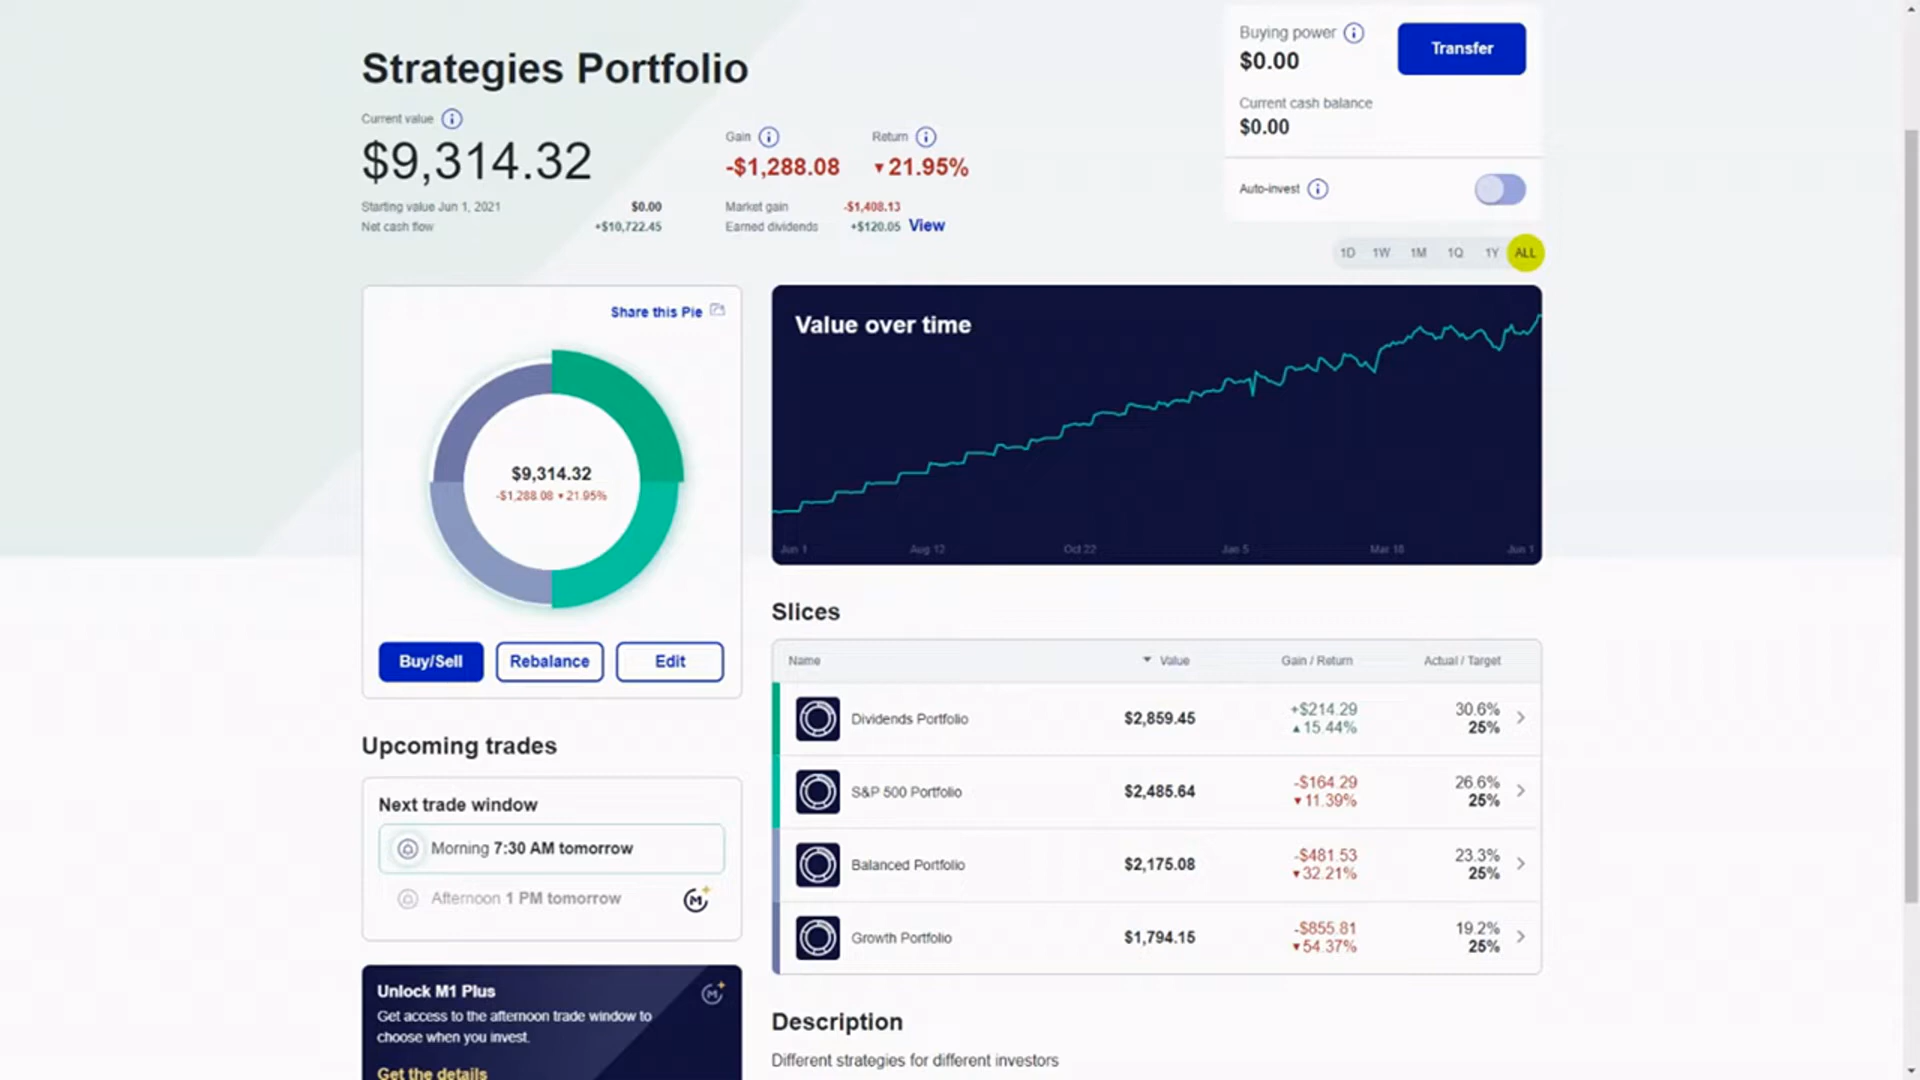 Strategies Portfolio
Current value
$9,314.32
Starting value Jun 1, 2021 $0.00
Net cash flow +$10,722.45
Gain
-$1,288.08
Return
▼21.95%
Market gain -$1,408.13
Earned dividends +$120.05 View
Buying power
$0.00
Transfer
Current cash balance
$0.00
Auto-invest
1D 1W 1M 1Q 1Y ALL
Share this Pie
$9,314.32
-$1,288.08 ▼21.95%
Buy/Sell Rebalance Edit
Value over time
Jun 1 Aug 12 Oct 22 Jan 5 Mar 18 Jun 1
Upcoming trades
Next trade window
Morning 7:30 AM tomorrow
Afternoon 1 PM tomorrow
Unlock M1 Plus
Get access to the afternoon trade window to
choose when you invest.
Get the details
Slices
Name ▼ Value Gain / Return Actual / Target
Dividends Portfolio $2,859.45 +$214.29 30.6%
▲15.44% 25%
S&P 500 Portfolio $2,485.64 -$164.29 26.6%
▼11.39% 25%
Balanced Portfolio $2,175.08 -$481.53 23.3%
▼32.21% 25%
Growth Portfolio $1,794.15 -$855.81 19.2%
▼54.37% 25%
Description
Different strategies for different investors